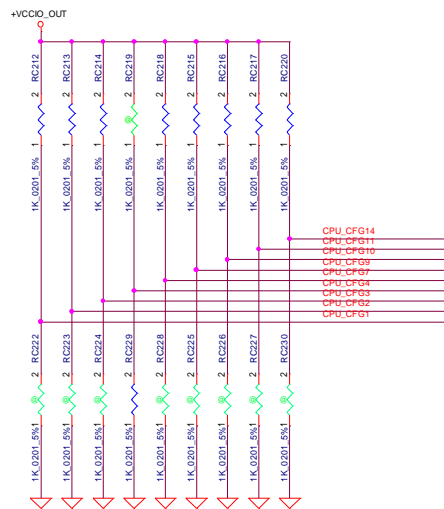 +VCCIO_OUT
RC212
RC213
RC214
RC219
RC218
RC215
RC216
RC217
RC220
2 2 2 2 2 2 2 2 2
@
1 1 1 1 1 1 1 1 1
1K_0201_5%
1K_0201_5%
1K_0201_5%
1K_0201_5%
1K_0201_5%
1K_0201_5%
1K_0201_5%
1K_0201_5%
1K_0201_5%
CPU_CFG14
CPU_CFG11
CPU_CFG10
CPU_CFG9
CPU_CFG7
CPU_CFG4
CPU_CFG3
CPU_CFG2
CPU_CFG1
RC222
RC223
RC224
RC229
RC228
RC225
RC226
RC227
RC230
2 2 2 2 2 2 2 2 2
@ @ @ @ @ @ @ @
1 1 1 1 1 1 1 1 1
1K_0201_5%
1K_0201_5%
1K_0201_5%
1K_0201_5%
1K_0201_5%
1K_0201_5%
1K_0201_5%
1K_0201_5%
1K_0201_5%